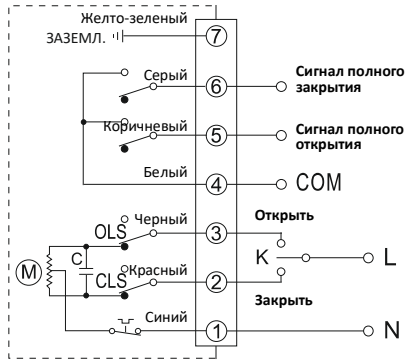 Желто-зеленый
ЗАЗЕМЛ.
7
Серый
6
Сигнал полного
закрытия
Коричневый
5
Сигнал полного
открытия
Белый
4
COM
Черный
3
Открыть
OLS
K
L
C
M
CLS
Красный
2
Закрыть
Синий
1
N